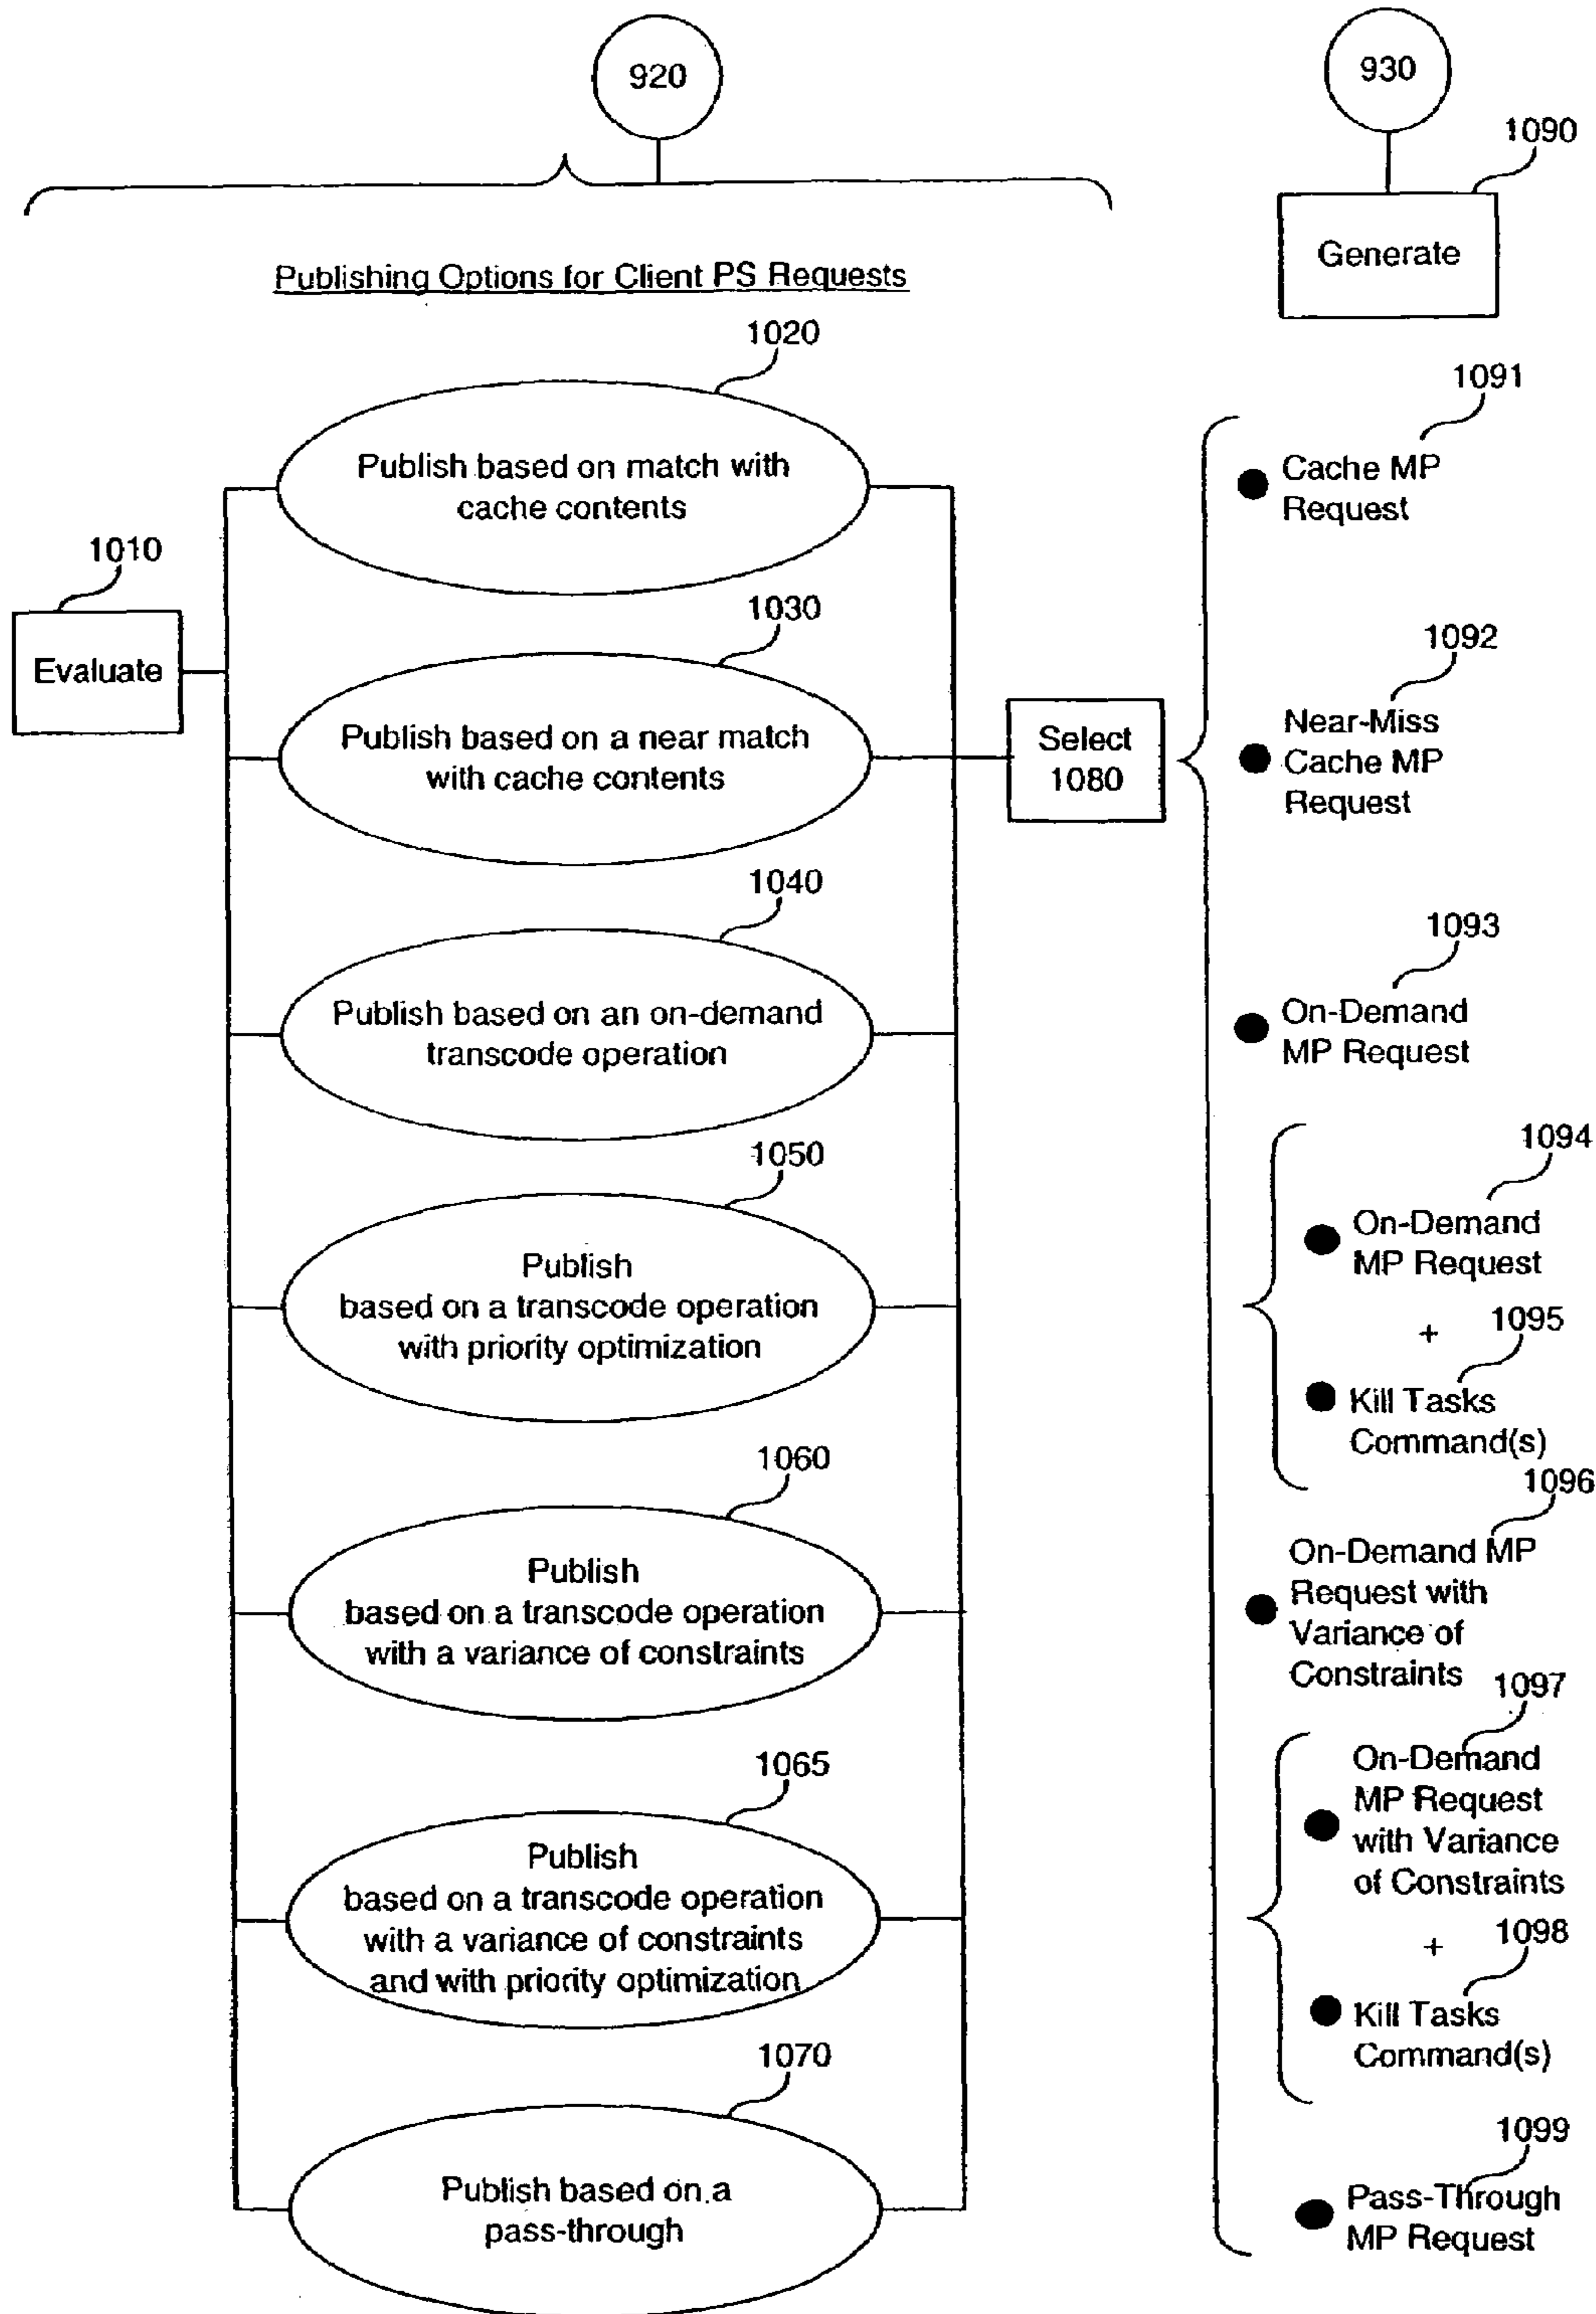 920
930
1090
Generate
Publishing Options for Client PS Requests
1020
Publish based on match with
cache contents
1010
Evaluate
1030
Publish based on a near match
with cache contents
Select
1080
1040
Publish based on an on-demand
transcode operation
1050
Publish
based on a transcode operation
with priority optimization
1060
Publish
based on a transcode operation
with a variance of constraints
1065
Publish
based on a transcode operation
with a variance of constraints
and with priority optimization
1070
Publish based on a
pass-through
1091
Cache MP
Request
1092
Near-Miss
Cache MP
Request
1093
On-Demand
MP Request
1094
On-Demand
MP Request
+
1095
Kill Tasks
Command(s)
1096
On-Demand MP
Request with
Variance of
Constraints
1097
On-Demand
MP Request
with Variance
of Constraints
+
1098
Kill Tasks
Command(s)
1099
Pass-Through
MP Request